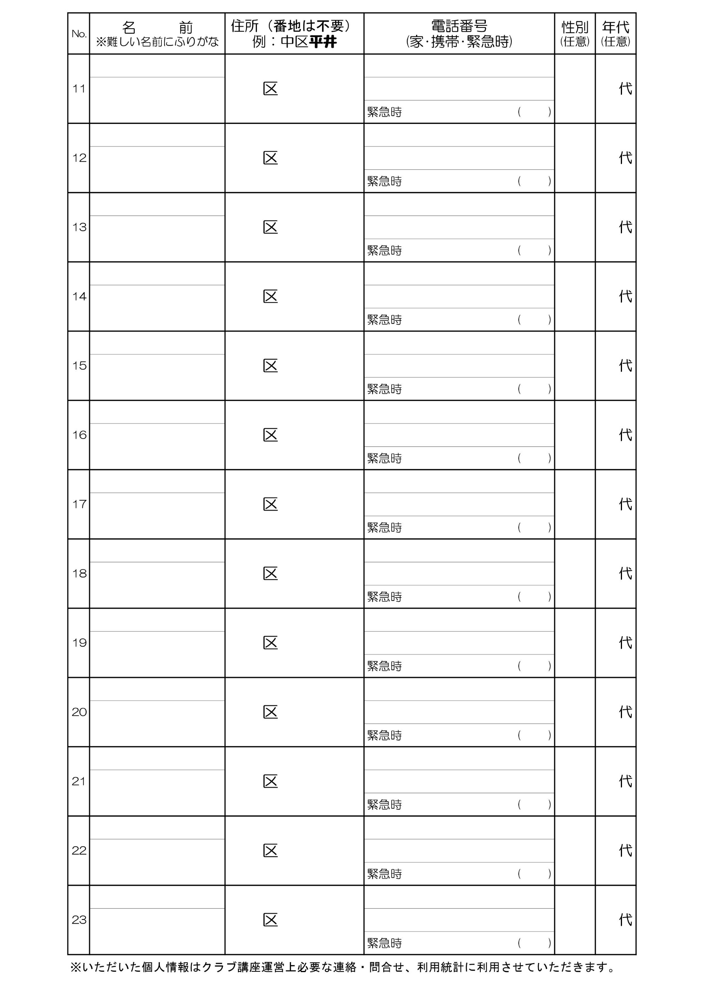 No. 名 前 住所（番地は不要） 電話番号 性別 年代
※難しい名前にふりがな 例：中区平井 (家・携帯・緊急時) (任意) (任意)
11 区 代
緊急時 ( )
12 区 代
緊急時 ( )
13 区 代
緊急時 ( )
14 区 代
緊急時 ( )
15 区 代
緊急時 ( )
16 区 代
緊急時 ( )
17 区 代
緊急時 ( )
18 区 代
緊急時 ( )
19 区 代
緊急時 ( )
20 区 代
緊急時 ( )
21 区 代
緊急時 ( )
22 区 代
緊急時 ( )
23 区 代
緊急時 ( )
※いただいた個人情報はクラブ講座運営上必要な連絡・問合せ、利用統計に利用させていただきます。